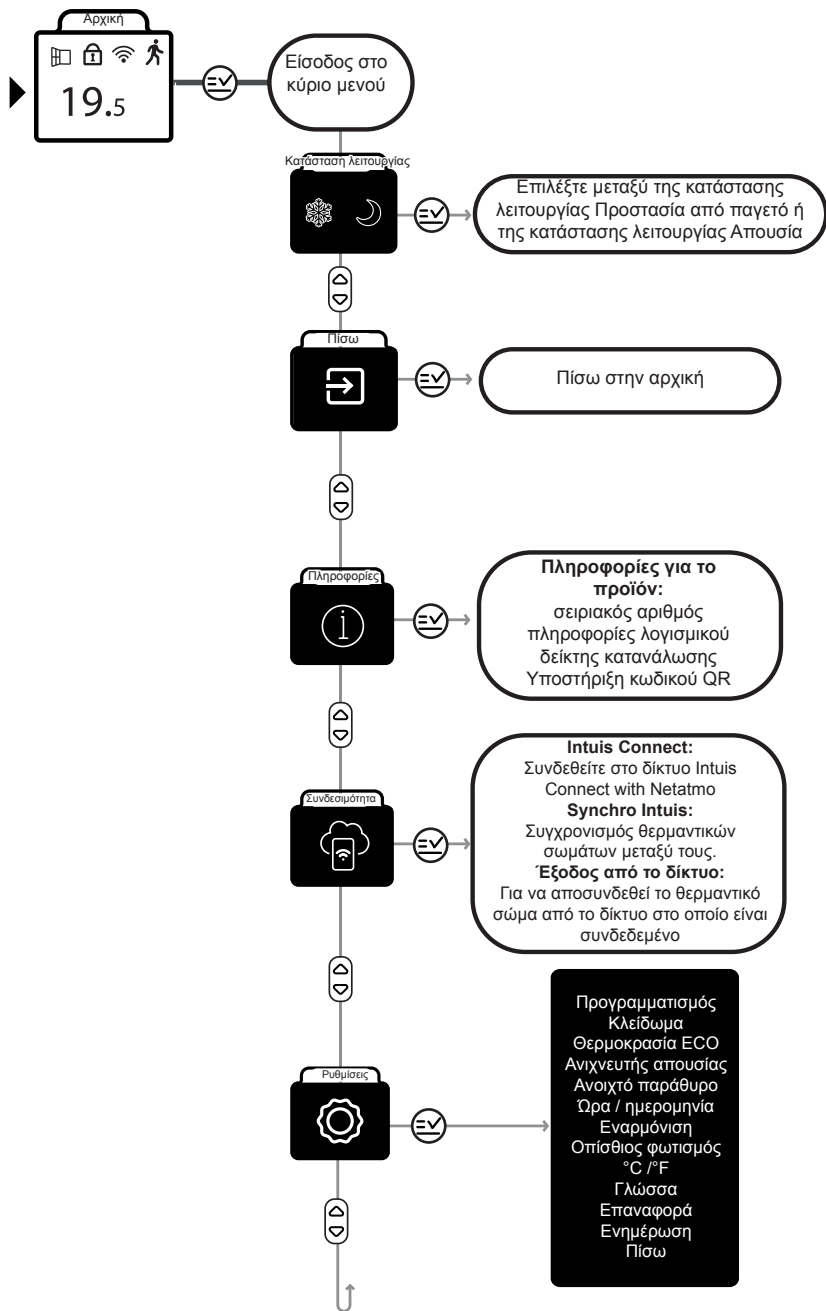 Αρχική
19.5
Είσοδος στο
κύριο μενού
Κατάσταση λειτουργίας
Επιλέξτε μεταξύ της κατάστασης
λειτουργίας Προστασία από παγετό ή
της κατάστασης λειτουργίας Απουσία
Πίσω
Πίσω στην αρχική
Πληροφορίες
Πληροφορίες για το
προϊόν:
σειριακός αριθμός
πληροφορίες λογισμικού
δείκτης κατανάλωσης
Υποστήριξη κωδικού QR
Συνδεσιμότητα
Intuis Connect:
Συνδεθείτε στο δίκτυο Intuis
Connect with Netatmo
Synchro Intuis:
Συγχρονισμός θερμαντικών
σωμάτων μεταξύ τους.
Έξοδος από το δίκτυο:
Για να αποσυνδεθεί το θερμαντικό
σώμα από το δίκτυο στο οποίο είναι
συνδεδεμένο
Ρυθμίσεις
Προγραμματισμός
Κλείδωμα
Θερμοκρασία ECO
Ανιχνευτής απουσίας
Ανοιχτό παράθυρο
Ώρα / ημερομηνία
Εναρμόνιση
Οπίσθιος φωτισμός
°C /°F
Γλώσσα
Επαναφορά
Ενημέρωση
Πίσω